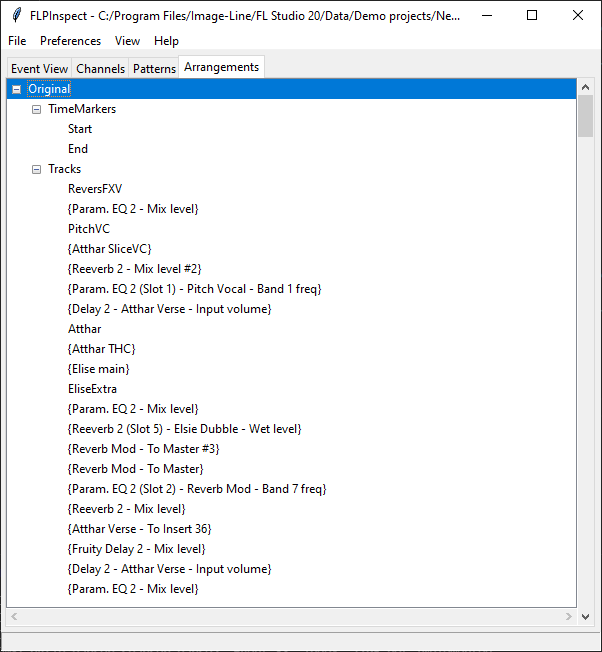 FLPInspect - C:/Program Files/Image-Line/FL Studio 20/Data/Demo projects/Ne...
File Preferences View Help
Event View Channels Patterns Arrangements
Original
TimeMarkers
Start
End
Tracks
ReversFXV
{Param. EQ 2 - Mix level}
PitchVC
{Atthar SliceVC}
{Reeverb 2 - Mix level #2}
{Param. EQ 2 (Slot 1) - Pitch Vocal - Band 1 freq}
{Delay 2 - Atthar Verse - Input volume}
Atthar
{Atthar THC}
{Elise main}
EliseExtra
{Param. EQ 2 - Mix level}
{Reeverb 2 (Slot 5) - Elsie Dubble - Wet level}
{Reverb Mod - To Master #3}
{Reverb Mod - To Master}
{Param. EQ 2 (Slot 2) - Reverb Mod - Band 7 freq}
{Reeverb 2 - Mix level}
{Atthar Verse - To Insert 36}
{Fruity Delay 2 - Mix level}
{Delay 2 - Atthar Verse - Input volume}
{Param. EQ 2 - Mix level}